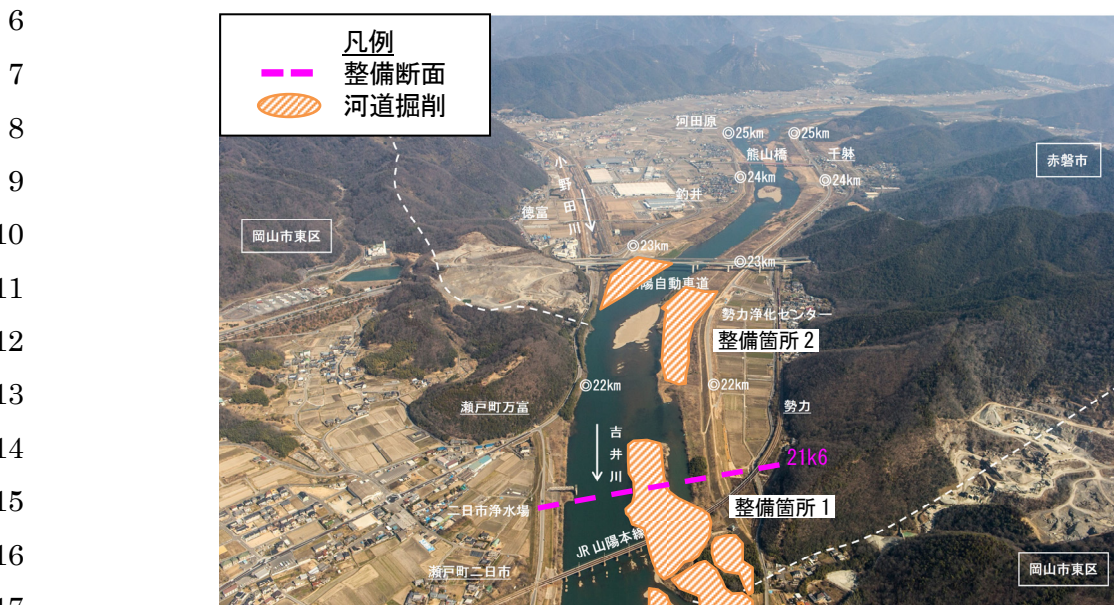 6
7
8
9
10
11
12
13
14
15
16
凡例
整備断面
河道掘削
河田原
◎25km
◎25km
熊山橋
千躰
◎24km
◎24km
赤磐市
小野田川
釣井
徳富
岡山市東区
◎23km
◎23km
陽自動車道
勢力浄化センター
整備箇所2
◎22km
◎22km
瀬戸町万富
勢力
吉井川
21k6
二日市浄水場
整備箇所1
JR山陽本線
瀬戸町二日市
岡山市東区